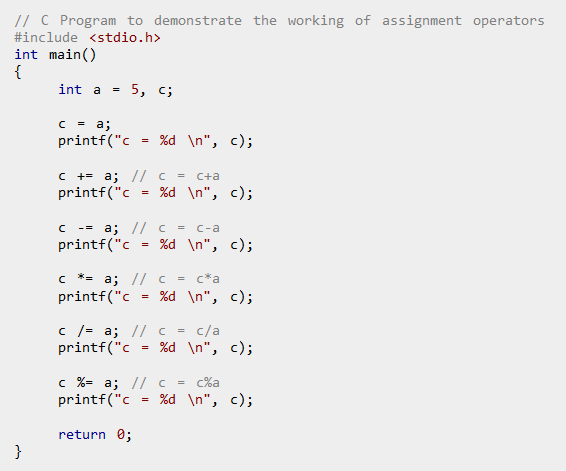 // C Program to demonstrate the working of assignment operators
#include <stdio.h>
int main()
{
int a = 5, c;
c = a;
printf("c = %d \n", c);
c += a; // c = c+a
printf("c = %d \n", c);
c -= a; // c = c-a
printf("c = %d \n", c);
c *= a; // c = c*a
printf("c = %d \n", c);
c /= a; // c = c/a
printf("c = %d \n", c);
c %= a; // c = c%a
printf("c = %d \n", c);
return 0;
}